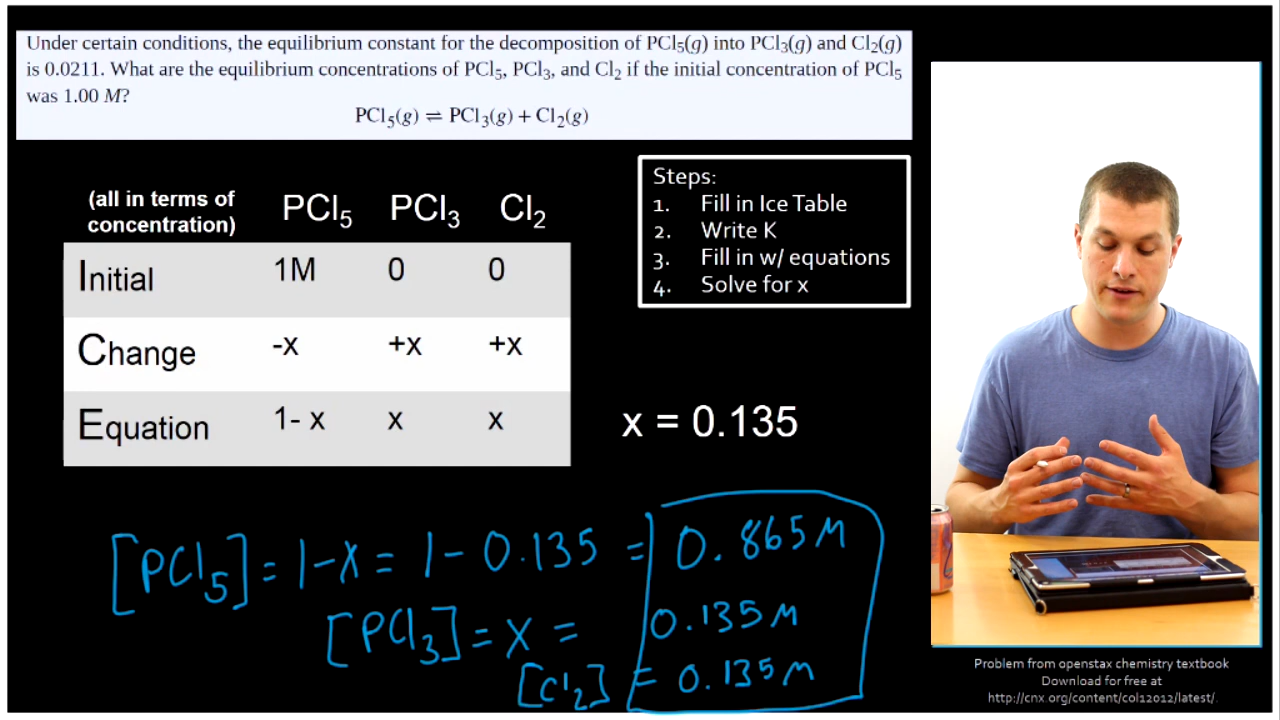 Under certain conditions, the equilibrium constant for the decomposition of PCl₅(g) into PCl₃(g) and Cl₂(g)
is 0.0211. What are the equilibrium concentrations of PCl₅, PCl₃, and Cl₂ if the initial concentration of PCl₅
was 1.00 M?
PCl₅(g) ⇌ PCl₃(g) + Cl₂(g)
(all in terms of
concentration)
PCl₅ PCl₃ Cl₂
Initial 1M 0 0
Change -x +x +x
Equation 1- x x x
Steps:
1. Fill in Ice Table
2. Write K
3. Fill in w/ equations
4. Solve for x
x = 0.135
[PCl₅] = 1-x = 1- 0.135 = 0.865M
[PCl₃] = x = 0.135M
[Cl₂] = 0.135M
Problem from openstax chemistry textbook
Download for free at
http://cnx.org/content/col12012/latest/.